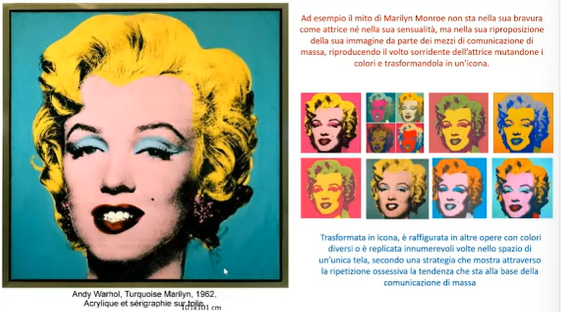 Ad esempio il mito di Marilyn Monroe non sta nella sua bravura
come attrice né nella sua sensualità, ma nella sua riproposizione
della sua immagine da parte dei mezzi di comunicazione di
massa, riproducendo il volto sorridente dell'attrice mutandone i
colori e trasformandola in un'icona.
Trasformata in icona, è raffigurata in altre opere con colori
diversi o è replicata innumerevoli volte nello spazio di
un'unica tela, secondo una strategia che mostra attraverso
la ripetizione ossessiva la tendenza che sta alla base della
comunicazione di massa
Andy Warhol, Turquoise Marilyn, 1962,
Acrylique et sérigraphie sur toile
101x101 cm